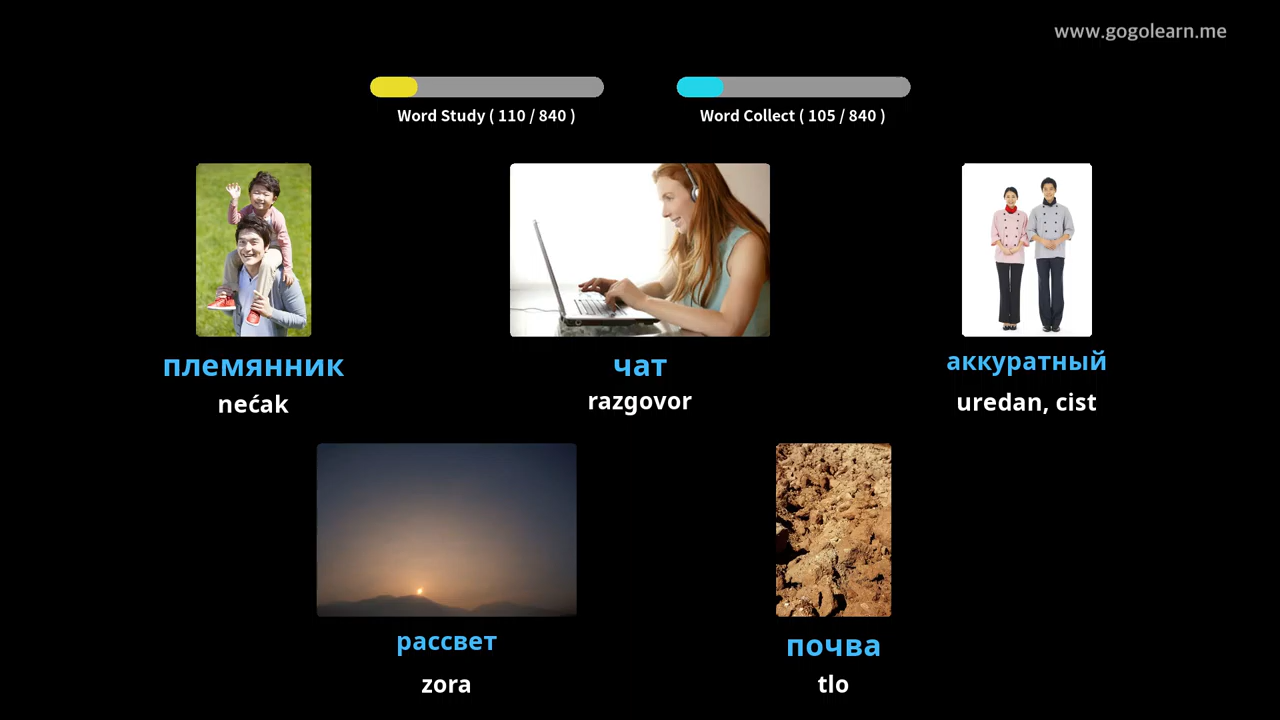 www.gogolearn.me
Word Study ( 110 / 840 )
Word Collect ( 105 / 840 )
племянник
nećak
чат
razgovor
аккуратный
uredan, cist
рассвет
zora
почва
tlo